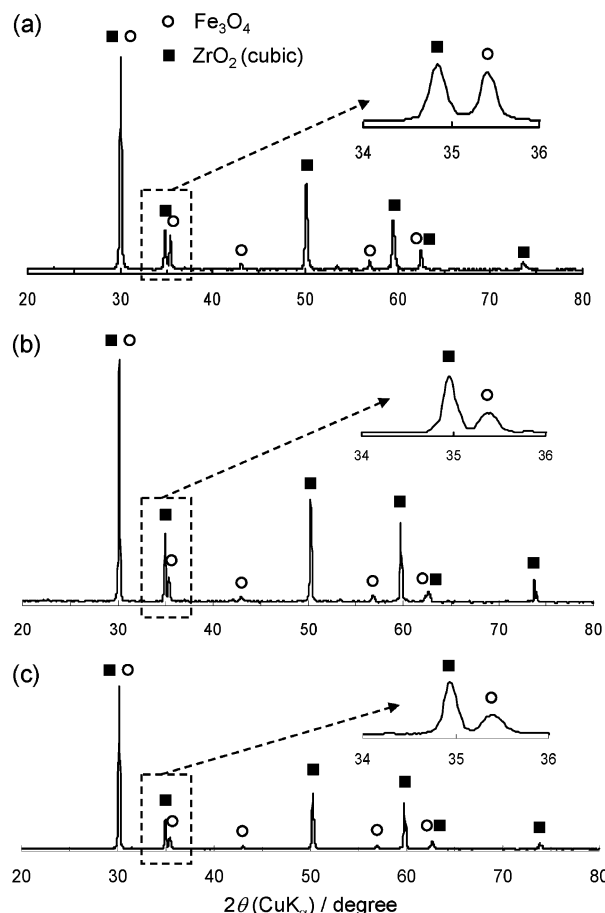 (a) ○ Fe₃O₄
■ ○ ■ ZrO₂ (cubic)
■ ○
34 35 36
■ ■ ○ ■
○ ○ ○ ■ ■
20 30 40 50 60 70 80
(b) ■ ○
■ ○
34 35 36
■ ■
■ ○ ■
○ ○ ○ ■
20 30 40 50 60 70 80
(c) ■ ○
■ ○
34 35 36
■ ■
■ ○ ○ ○ ○ ■ ■
20 30 40 50 60 70 80
2θ (CuKα) / degree